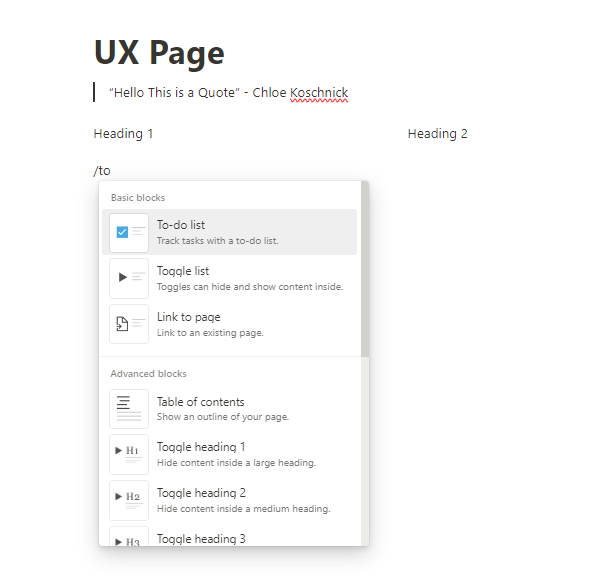 UX Page
“Hello This is a Quote” - Chloe Koschnick
Heading 1
Heading 2
/to
Basic blocks
To-do list
Track tasks with a to-do list.
Toggle list
Toggles can hide and show content inside.
Link to page
Link to an existing page.
Advanced blocks
Table of contents
Show an outline of your page.
H1
Toggle heading 1
Hide content inside a large heading.
H2
Toggle heading 2
Hide content inside a medium heading.
H3
Toggle heading 3